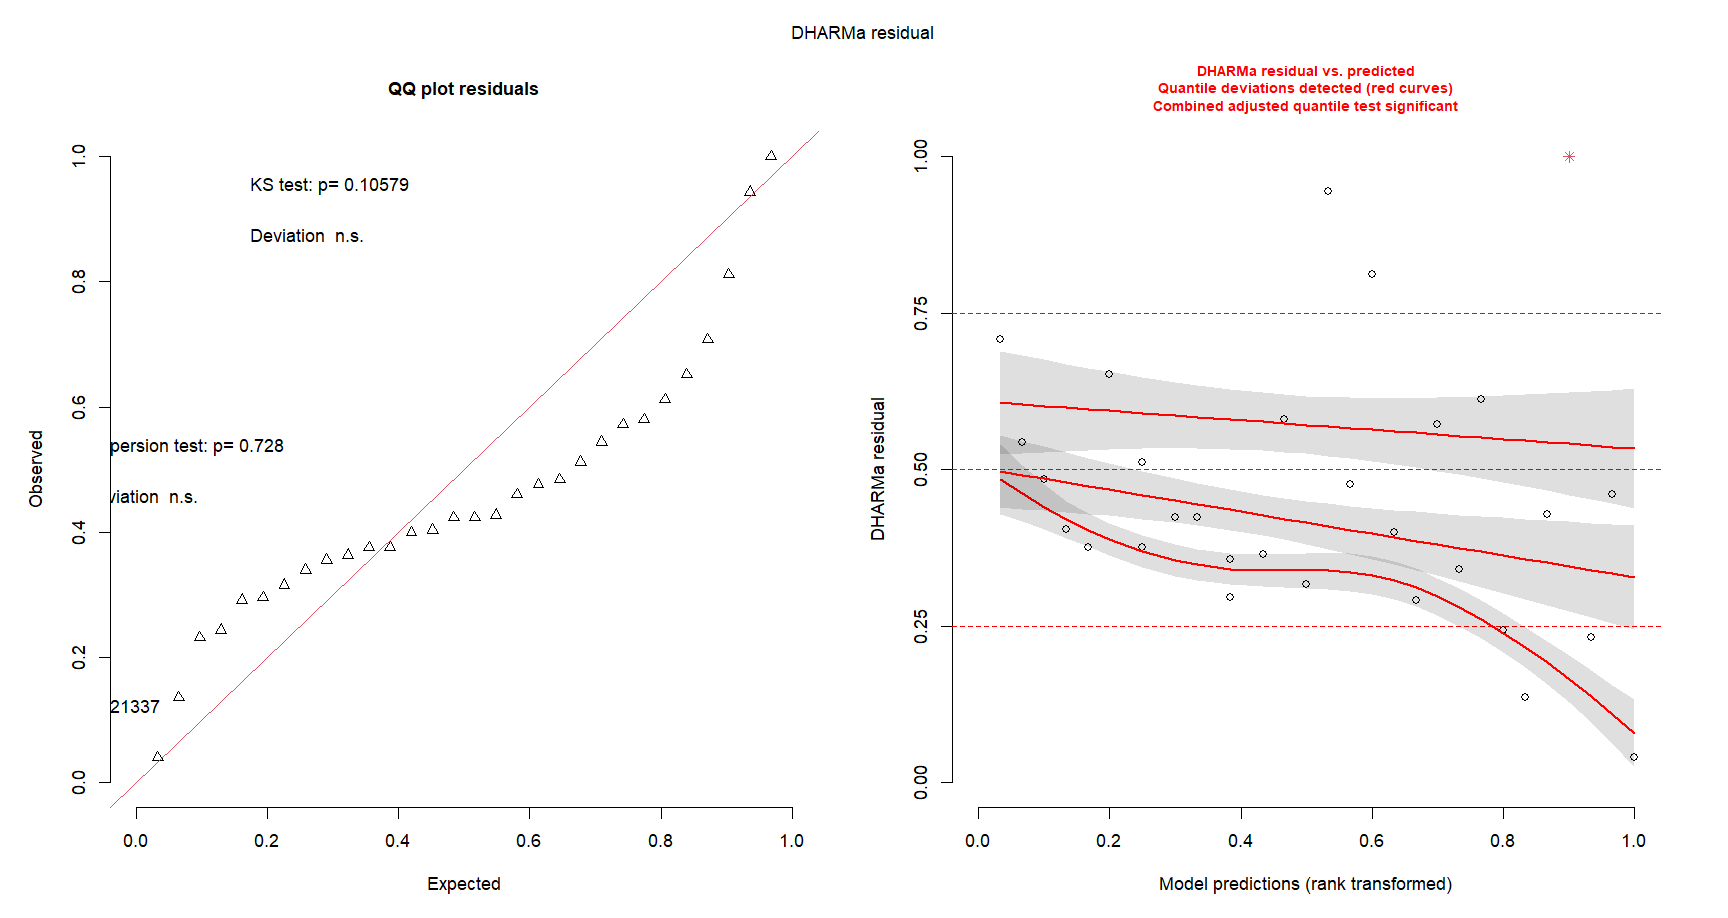 DHARMa residual
QQ plot residuals
KS test: p= 0.10579
Deviation  n.s.
persion test: p= 0.728
viation  n.s.
21337
Observed
0.0
0.2
0.4
0.6
0.8
1.0
0.0
0.2
0.4
0.6
0.8
1.0
Expected
DHARMa residual vs. predicted
Quantile deviations detected (red curves)
Combined adjusted quantile test significant
DHARMa residual
0.00
0.25
0.50
0.75
1.00
0.0
0.2
0.4
0.6
0.8
1.0
Model predictions (rank transformed)